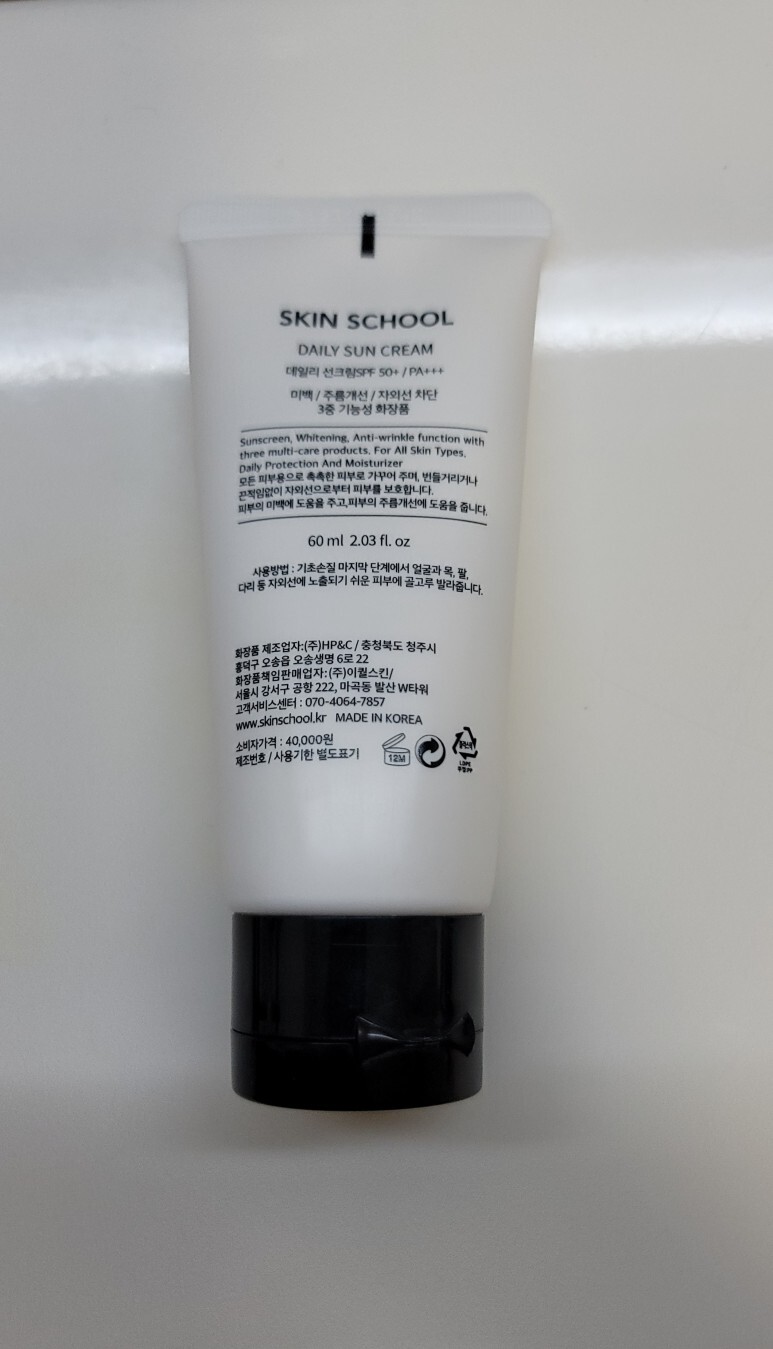 SKIN SCHOOL
DAILY SUN CREAM
데일리 선크림SPF 50+ / PA+++
미백 / 주름개선 / 자외선 차단
3중 기능성 화장품
Sunscreen, Whitening, Anti-wrinkle function with
three multi-care products. For All Skin Types.
Daily Protection And Moisturizer
모든 피부용으로 촉촉한 피부로 가꾸어 주며, 번들거리거나
끈적임없이 자외선으로부터 피부를 보호합니다.
피부의 미백에 도움을 주고,피부의 주름개선에 도움을 줍니다.
60 ml 2.03 fl. oz
사용방법 : 기초손질 마지막 단계에서 얼굴과 목, 팔,
다리 등 자외선에 노출되기 쉬운 피부에 골고루 발라줍니다.
화장품 제조업자:(주)HP&C / 충청북도 청주시
흥덕구 오송읍 오송생명 6로 22
화장품책임판매업자:(주)이퀄스킨/
서울시 강서구 공항 222, 마곡동 발산 W타워
고객서비스센터 : 070-4064-7857
www.skinschool.kr MADE IN KOREA
소비자가격 : 40,000원
제조번호 / 사용기한 별도표기
12M
LDPE